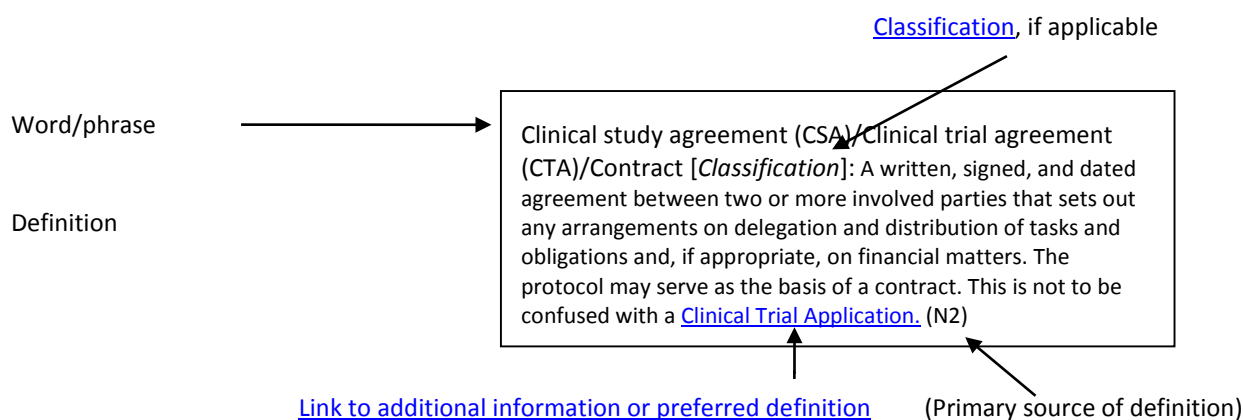 Classification, if applicable
Word/phrase
Clinical study agreement (CSA)/Clinical trial agreement
(CTA)/Contract [Classification]: A written, signed, and dated
agreement between two or more involved parties that sets out
any arrangements on delegation and distribution of tasks and
obligations and, if appropriate, on financial matters. The
protocol may serve as the basis of a contract. This is not to be
confused with a Clinical Trial Application. (N2)
Definition
Link to additional information or preferred definition
(Primary source of definition)